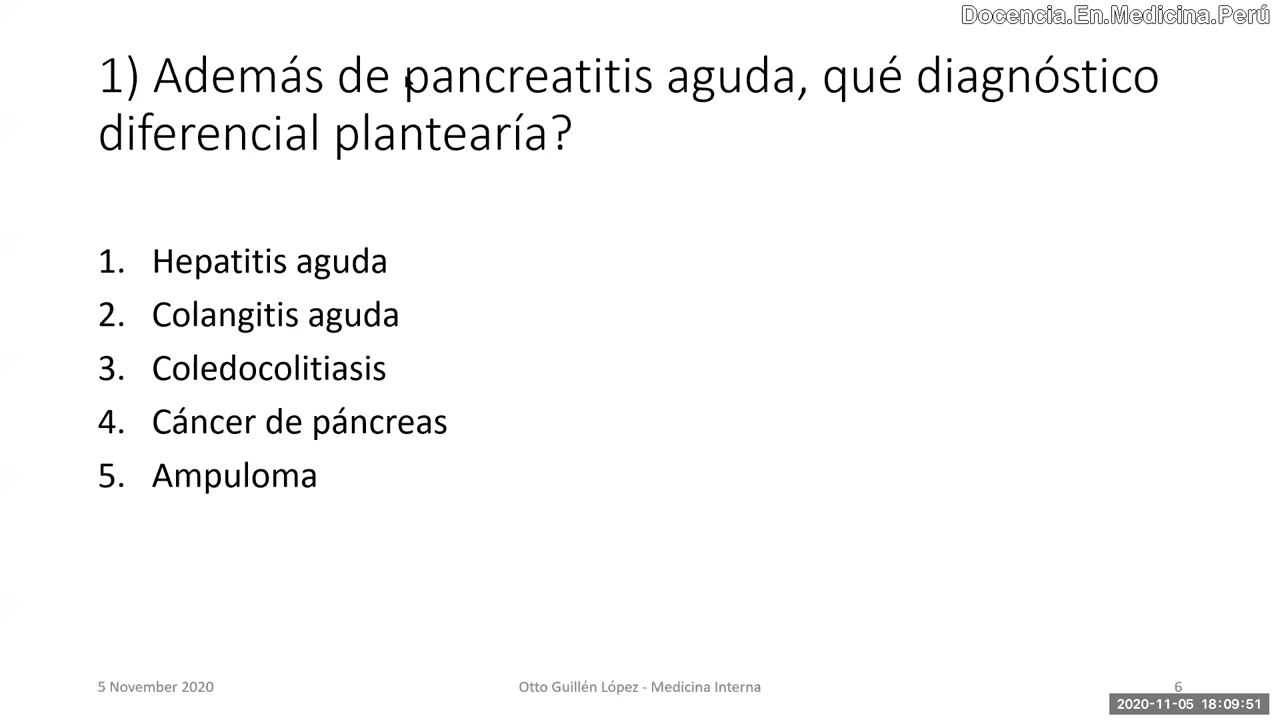 Docencia.En.Medicina.Perú
1) Además de pancreatitis aguda, qué diagnóstico
diferencial plantearía?
1. Hepatitis aguda
2. Colangitis aguda
3. Coledocolitiasis
4. Cáncer de páncreas
5. Ampuloma
5 November 2020
Otto Guillén López - Medicina Interna
6
2020-11-05 18:09:51